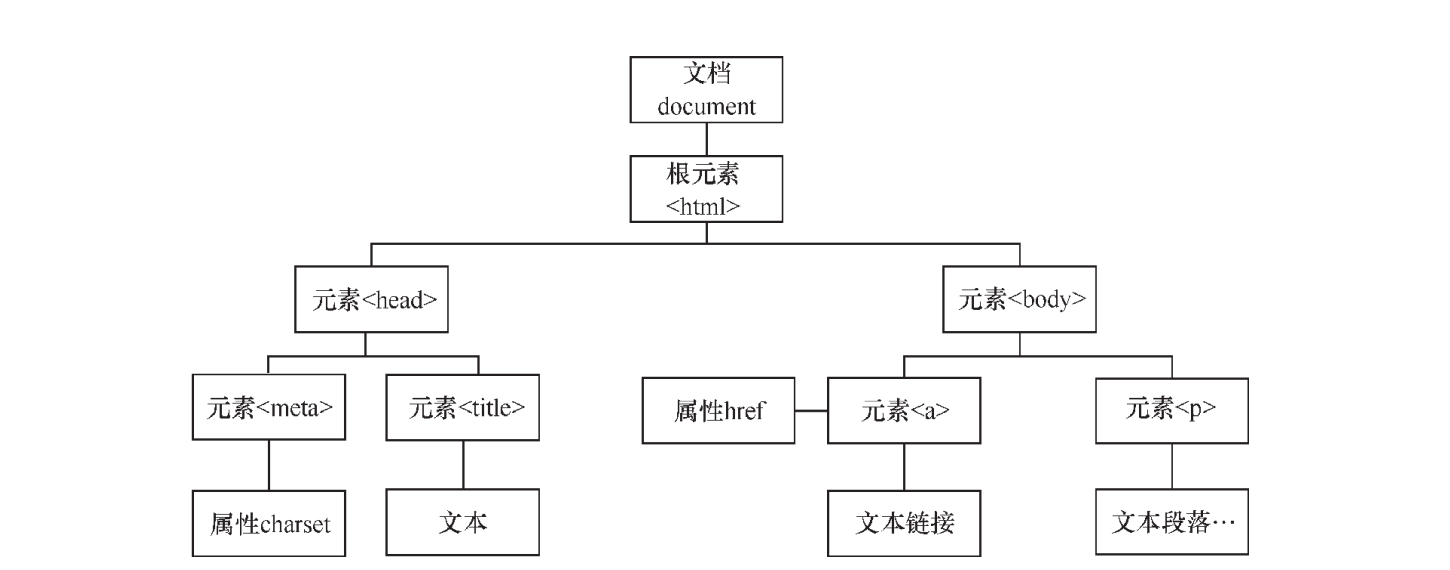 文档
document
根元素
<html>
元素<head>
元素<body>
元素<meta>
元素<title>
属性href
元素<a>
元素<p>
属性charset
文本
文本链接
文本段落…